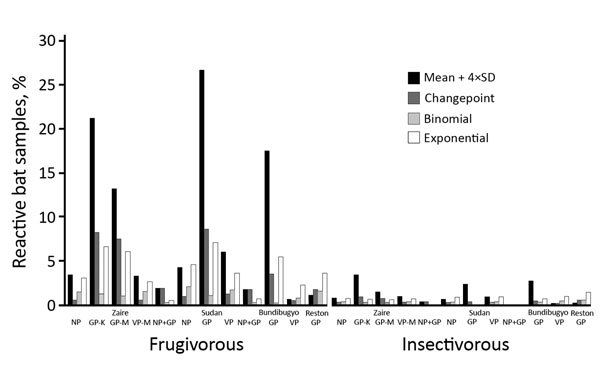 30
25
20
15
10
5
0
Reactive bat samples, %
Mean + 4×SD
Changepoint
Binomial
Exponential
Zaire Sudan Bundibugyo Reston Zaire Sudan Bundibugyo Reston
NP GP-K GP-M VP-M NP+GP NP GP VP NP+GP GP VP GP NP GP-K GP-M VP-M NP+GP NP GP VP NP+GP GP VP GP
Frugivorous Insectivorous